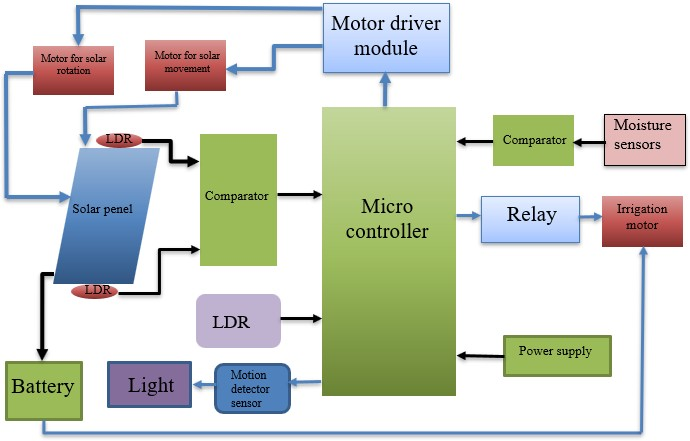 Motor driver
module
Motor for solar
rotation
Motor for solar
movement
LDR
Comparator
Moisture
sensors
Solar penel
Comparator
Micro
controller
Relay
Irrigation
motor
LDR
LDR
Power supply
Battery
Light
Motion
detector
sensor